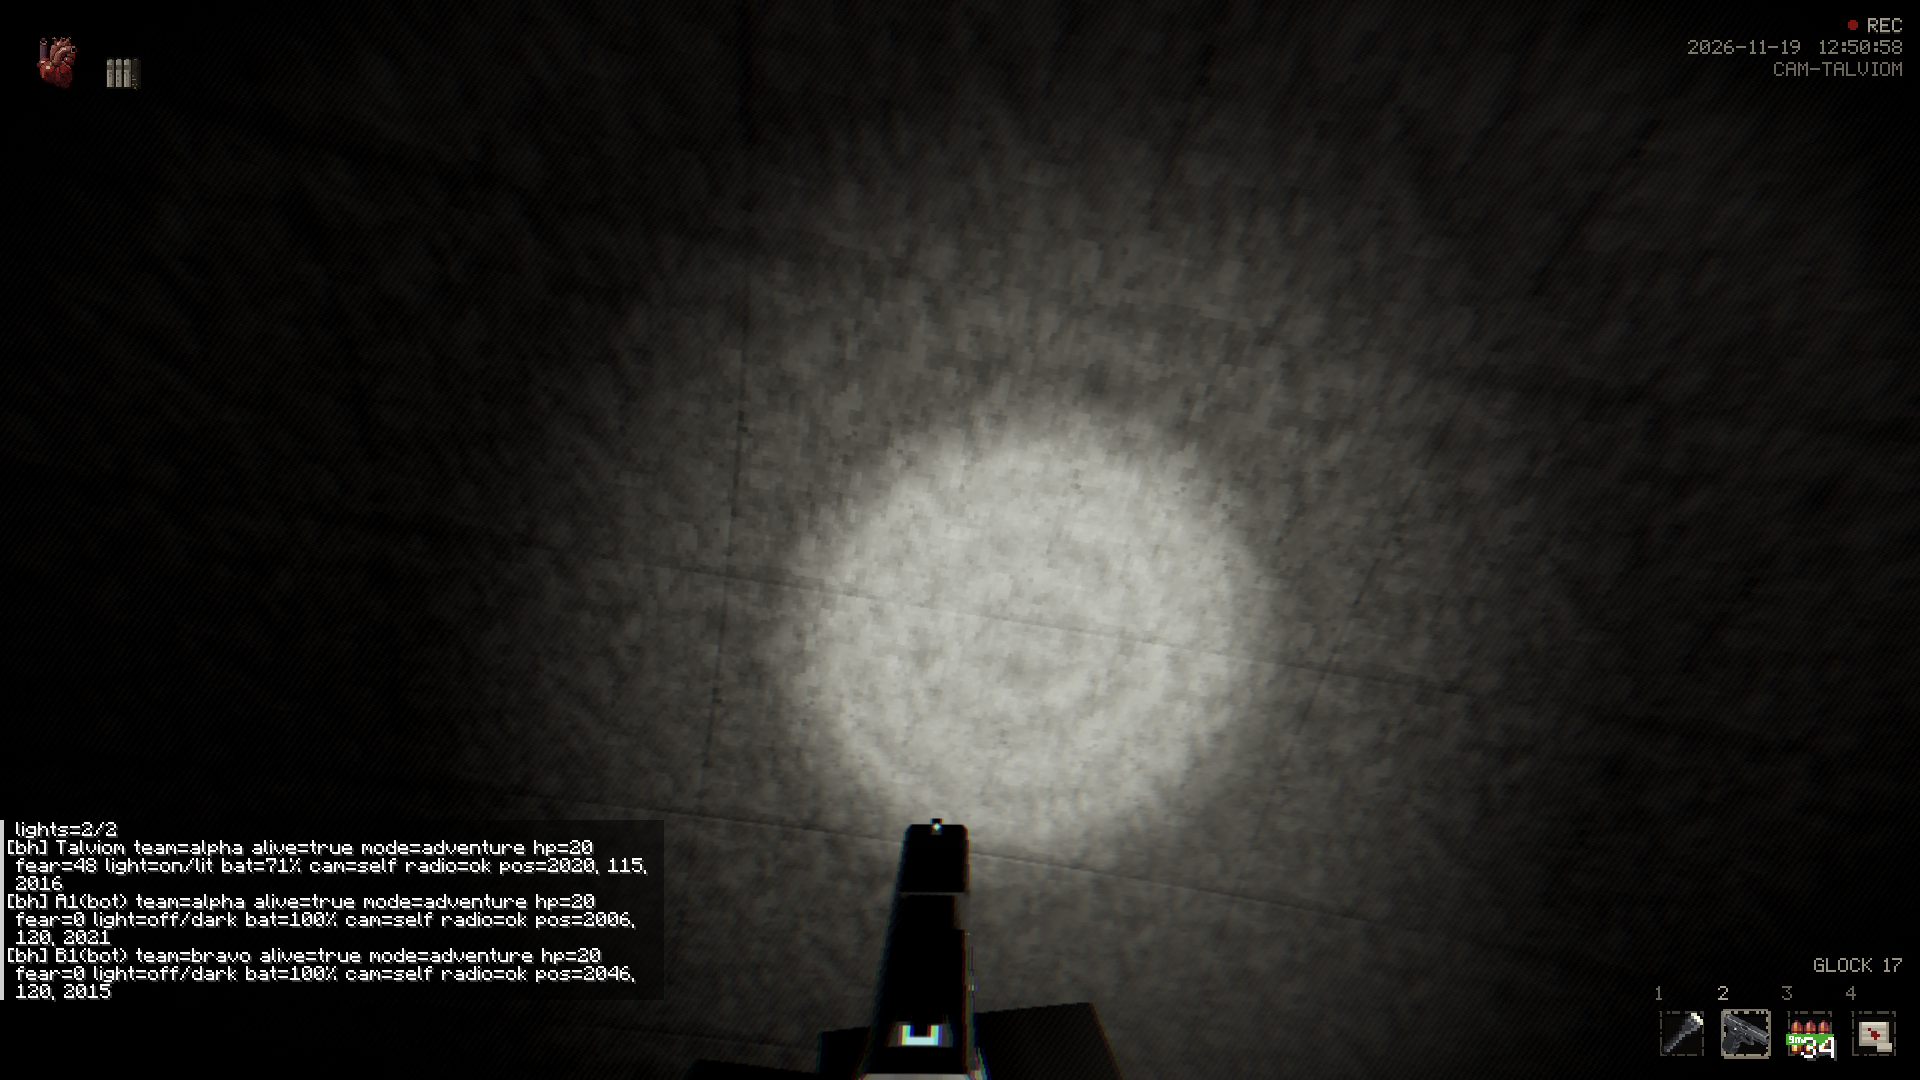 REC
2026-11-19 12:50:58
CAM-TALVIOM
lights=2/2
[bh] Talviom team=alpha alive=true mode=adventure hp=20
fear=48 light=on/lit bat=71% cam=self radio=ok pos=2020, 115,
2016
[bh] A1(bot) team=alpha alive=true mode=adventure hp=20
fear=0 light=off/dark bat=100% cam=self radio=ok pos=2006,
120, 2021
[bh] B1(bot) team=bravo alive=true mode=adventure hp=20
fear=0 light=off/dark bat=100% cam=self radio=ok pos=2046,
120, 2015
GLOCK 17
1 2 3 4
9m
34